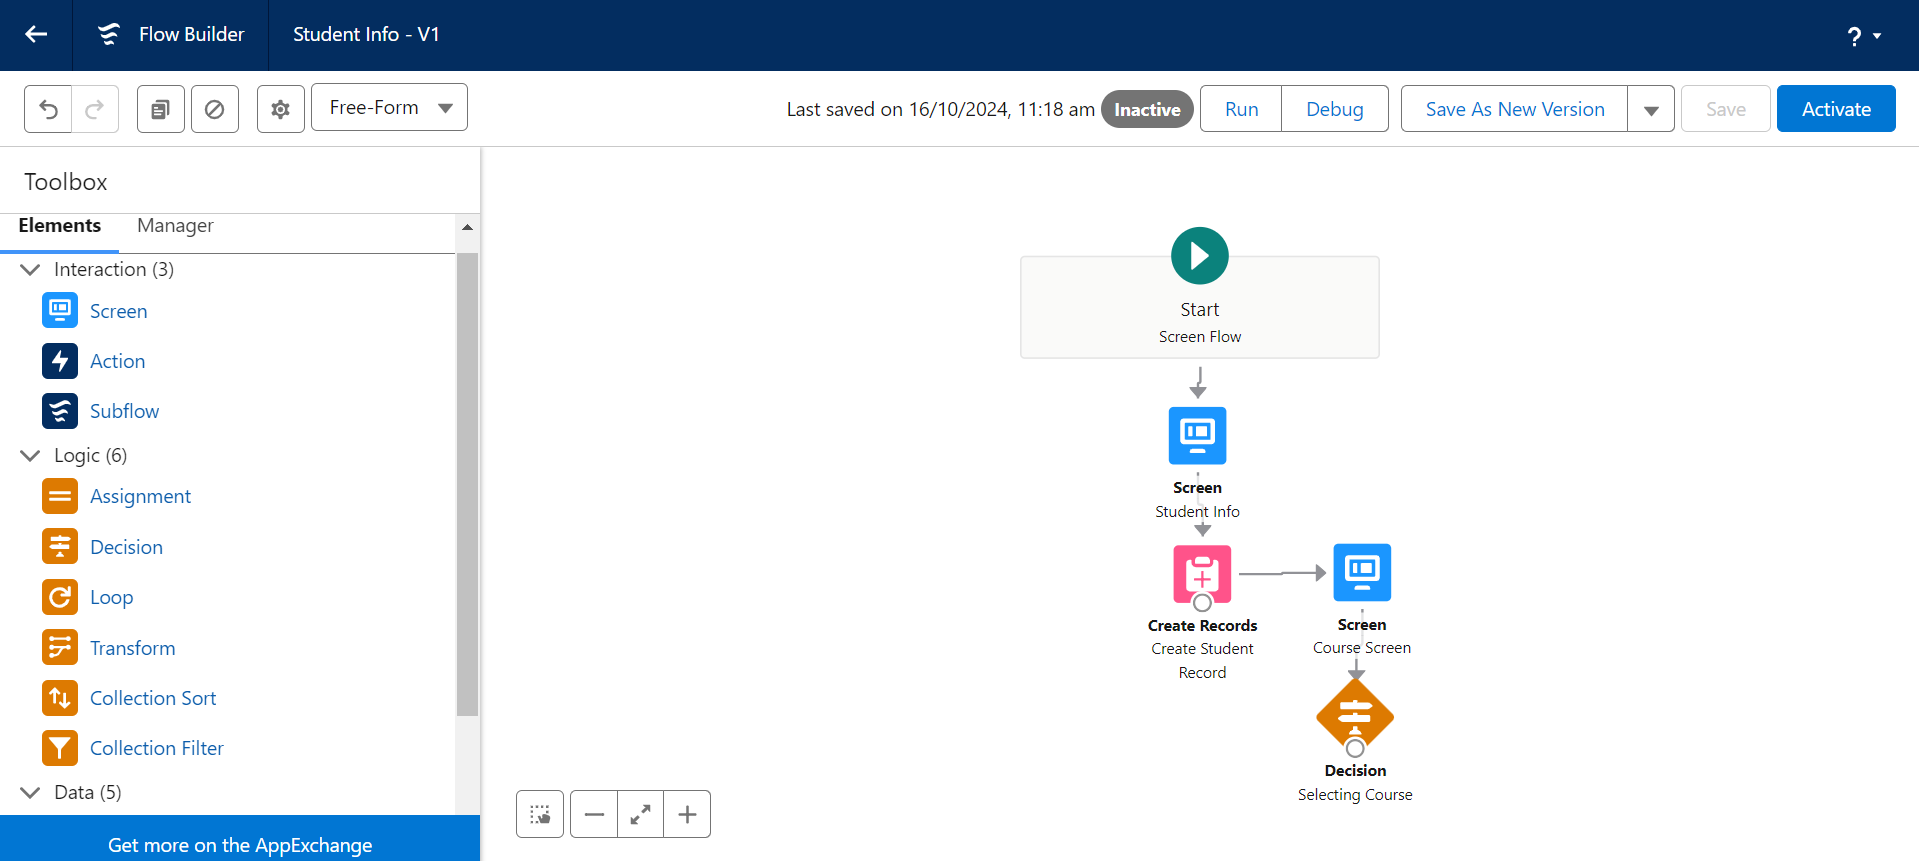 Flow Builder
Student Info - V1
?
Free-Form
Last saved on 16/10/2024, 11:18 am
Inactive
Run
Debug
Save As New Version
Save
Activate
Toolbox
Elements
Manager
Interaction (3)
Screen
Action
Subflow
Logic (6)
Assignment
Decision
Loop
Transform
Collection Sort
Collection Filter
Data (5)
Get more on the AppExchange
Start
Screen Flow
Screen
Student Info
Create Records
Create Student
Record
Screen
Course Screen
Decision
Selecting Course